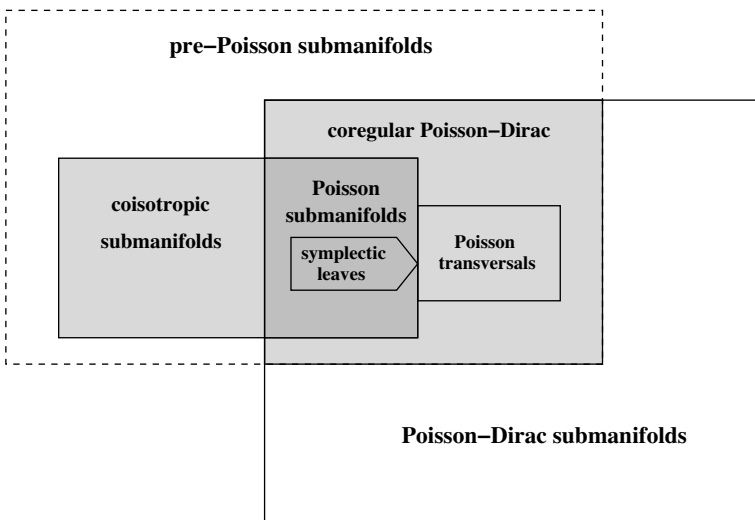 pre–Poisson submanifolds
coregular Poisson–Dirac
coisotropic
submanifolds
Poisson
submanifolds
symplectic
leaves
Poisson
transversals
Poisson–Dirac submanifolds